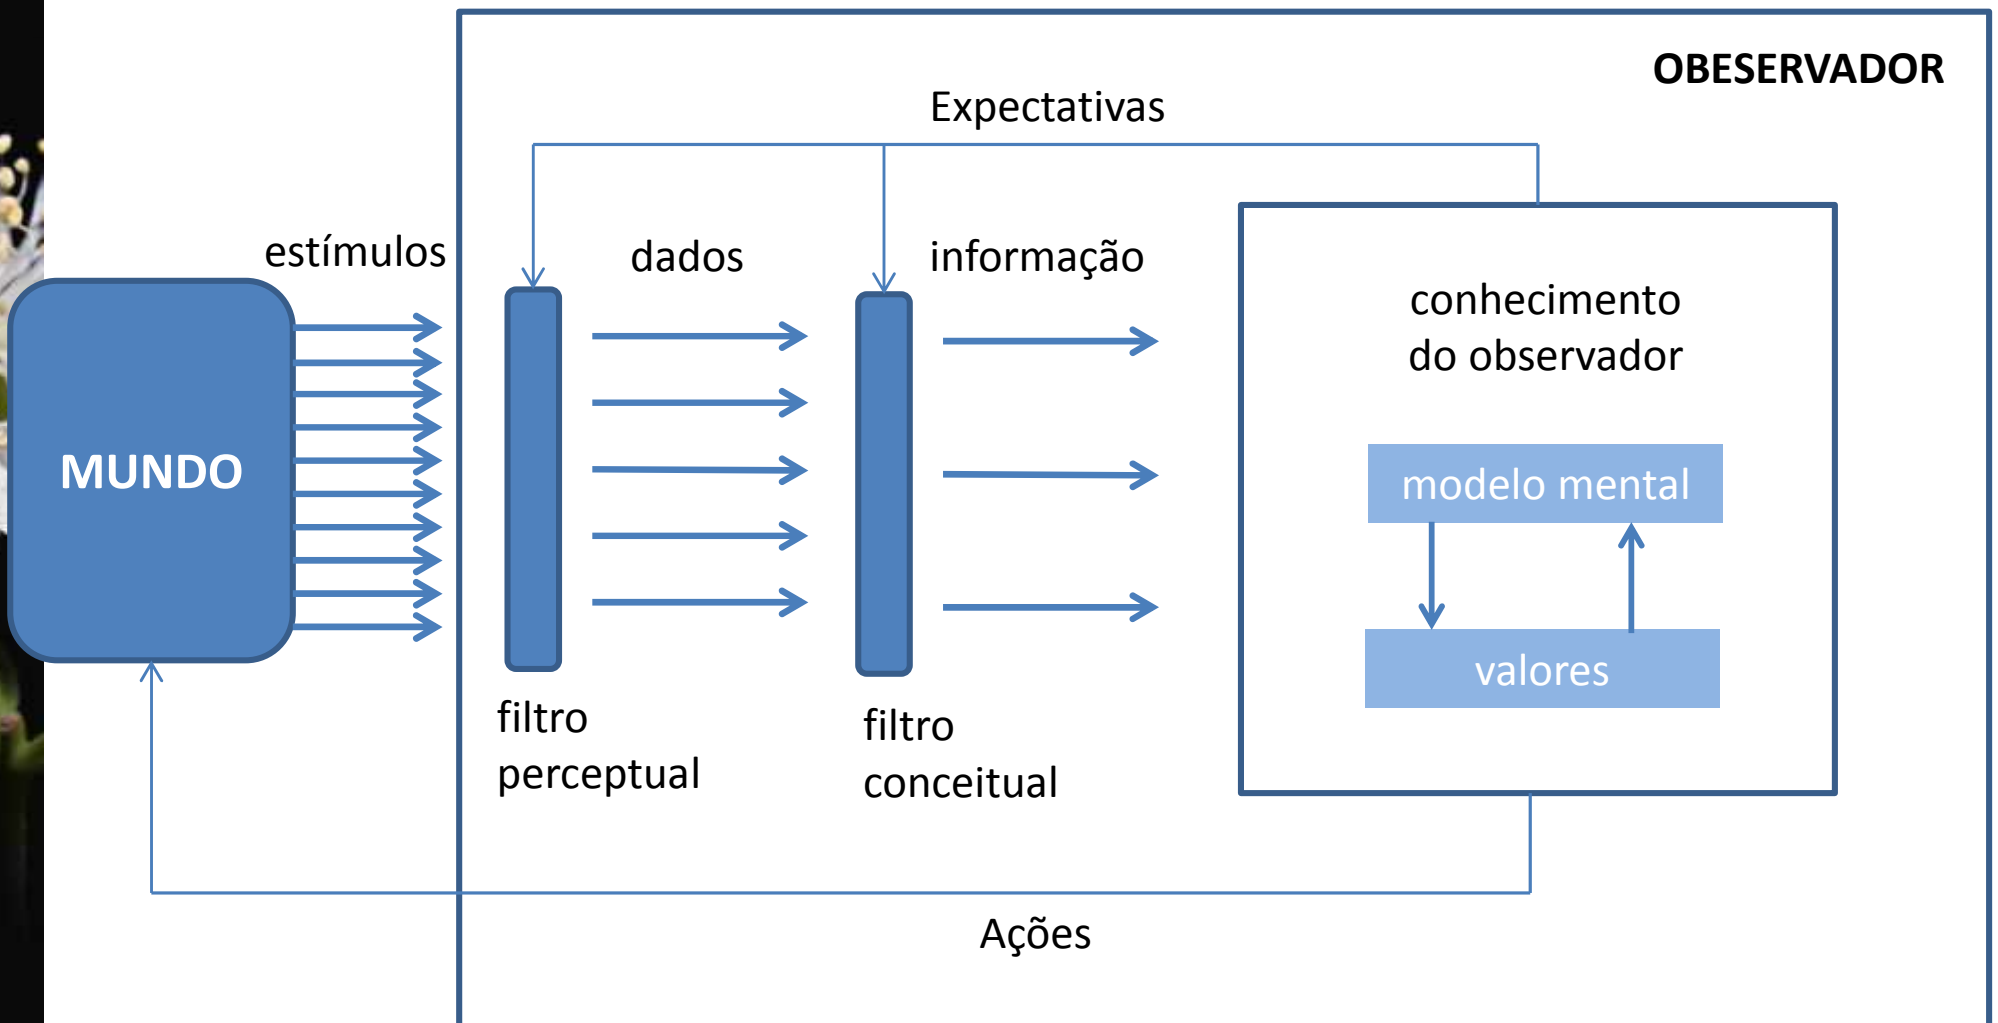 OBESERVADOR
Expectativas
estímulos
dados
informação
conhecimento
do observador
MUNDO
modelo mental
valores
filtro
perceptual
filtro
conceitual
Ações